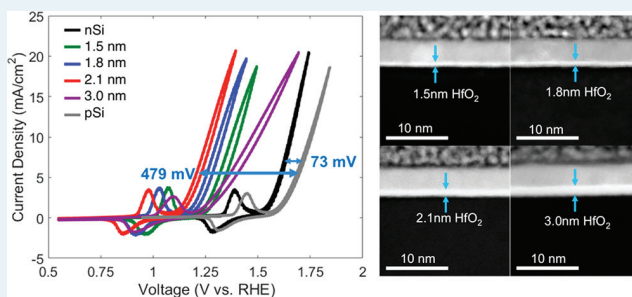 25
20
15
10
5
0
-5
Current Density (mA/cm²)
nSi
1.5 nm
1.8 nm
2.1 nm
3.0 nm
pSi
479 mV
73 mV
0.5
0.75
1
1.25
1.5
1.75
2
Voltage (V vs. RHE)
1.5nm HfO₂
1.8nm HfO₂
10 nm
10 nm
2.1nm HfO₂
3.0nm HfO₂
10 nm
10 nm